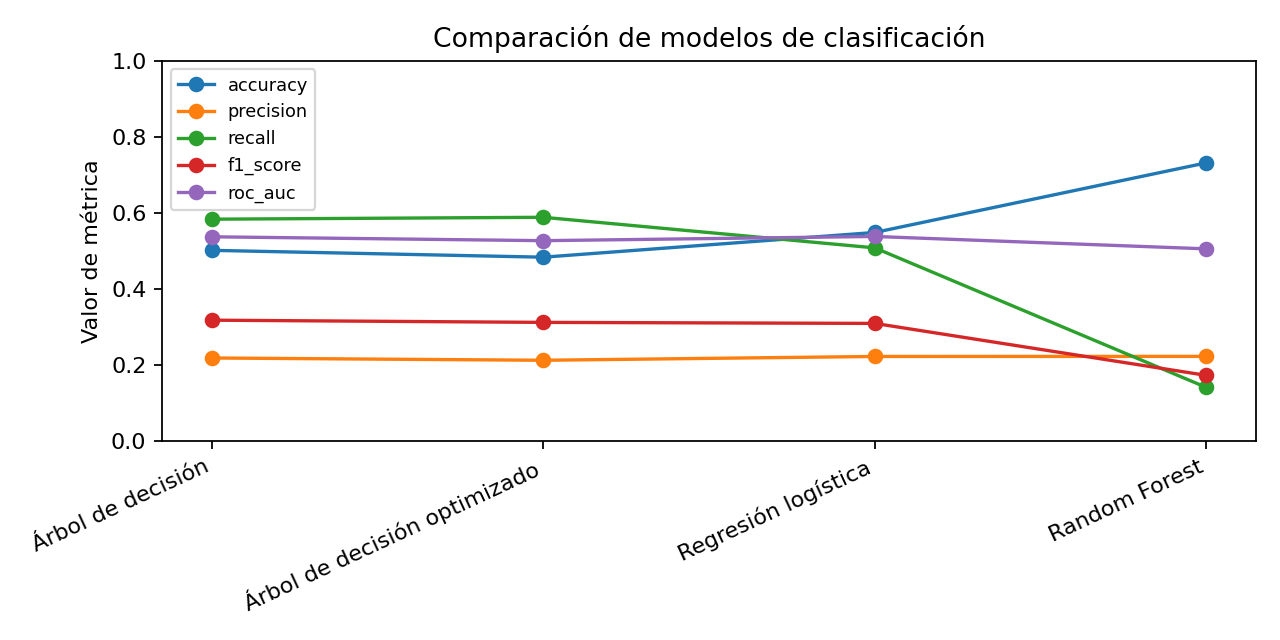 Comparación de modelos de clasificación
Valor de métrica
1.0
0.8
0.6
0.4
0.2
0.0
accuracy
precision
recall
f1_score
roc_auc
Árbol de decisión
Árbol de decisión optimizado
Regresión logística
Random Forest